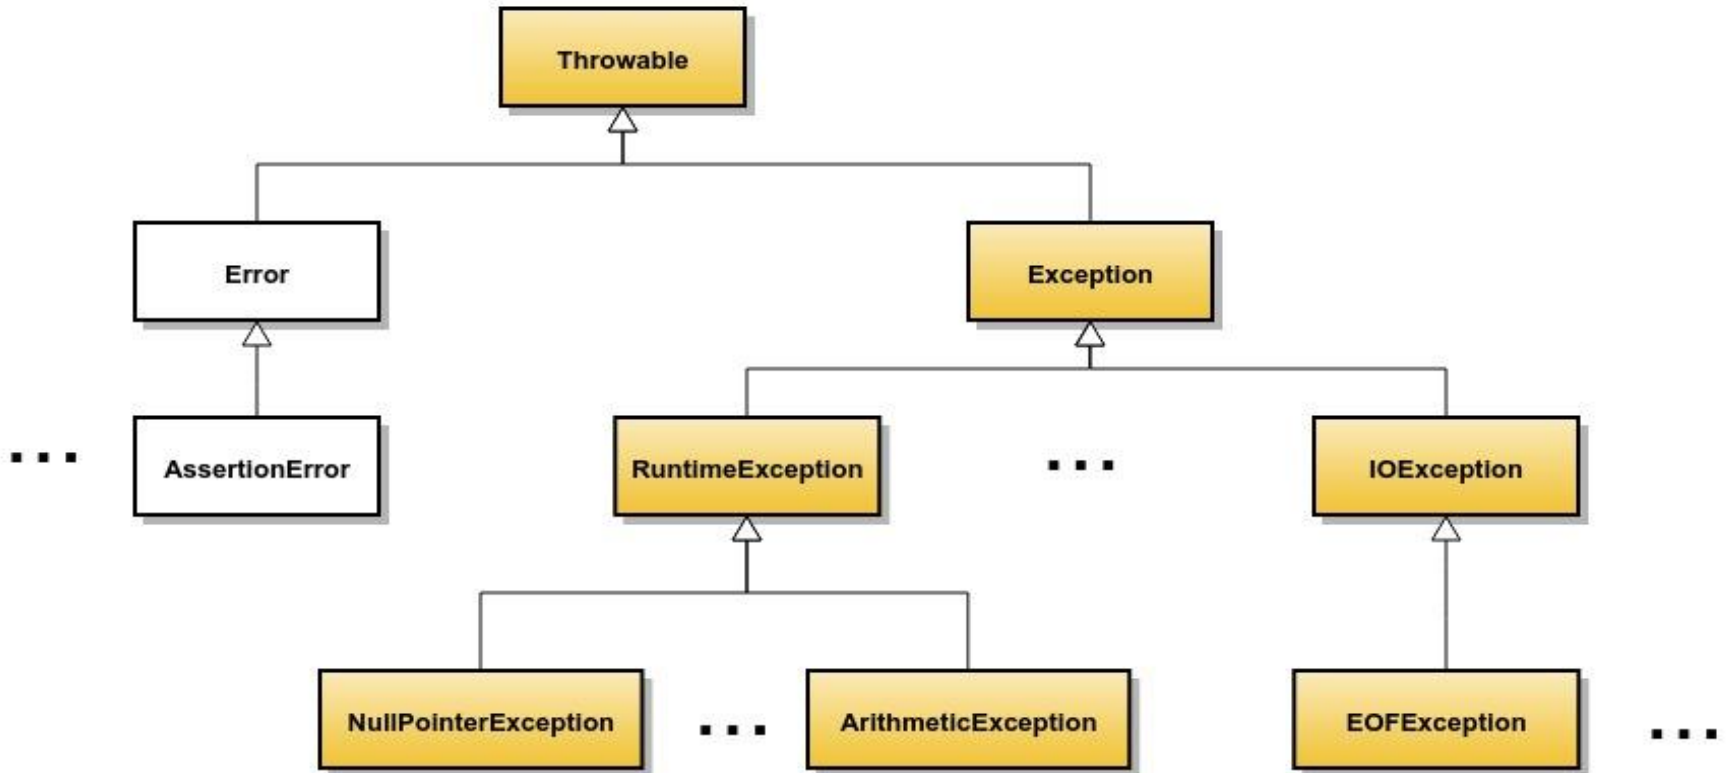 Throwable
Error
Exception
...
AssertionError
RuntimeException
...
IOException
NullPointerException
...
ArithmeticException
EOFException
...